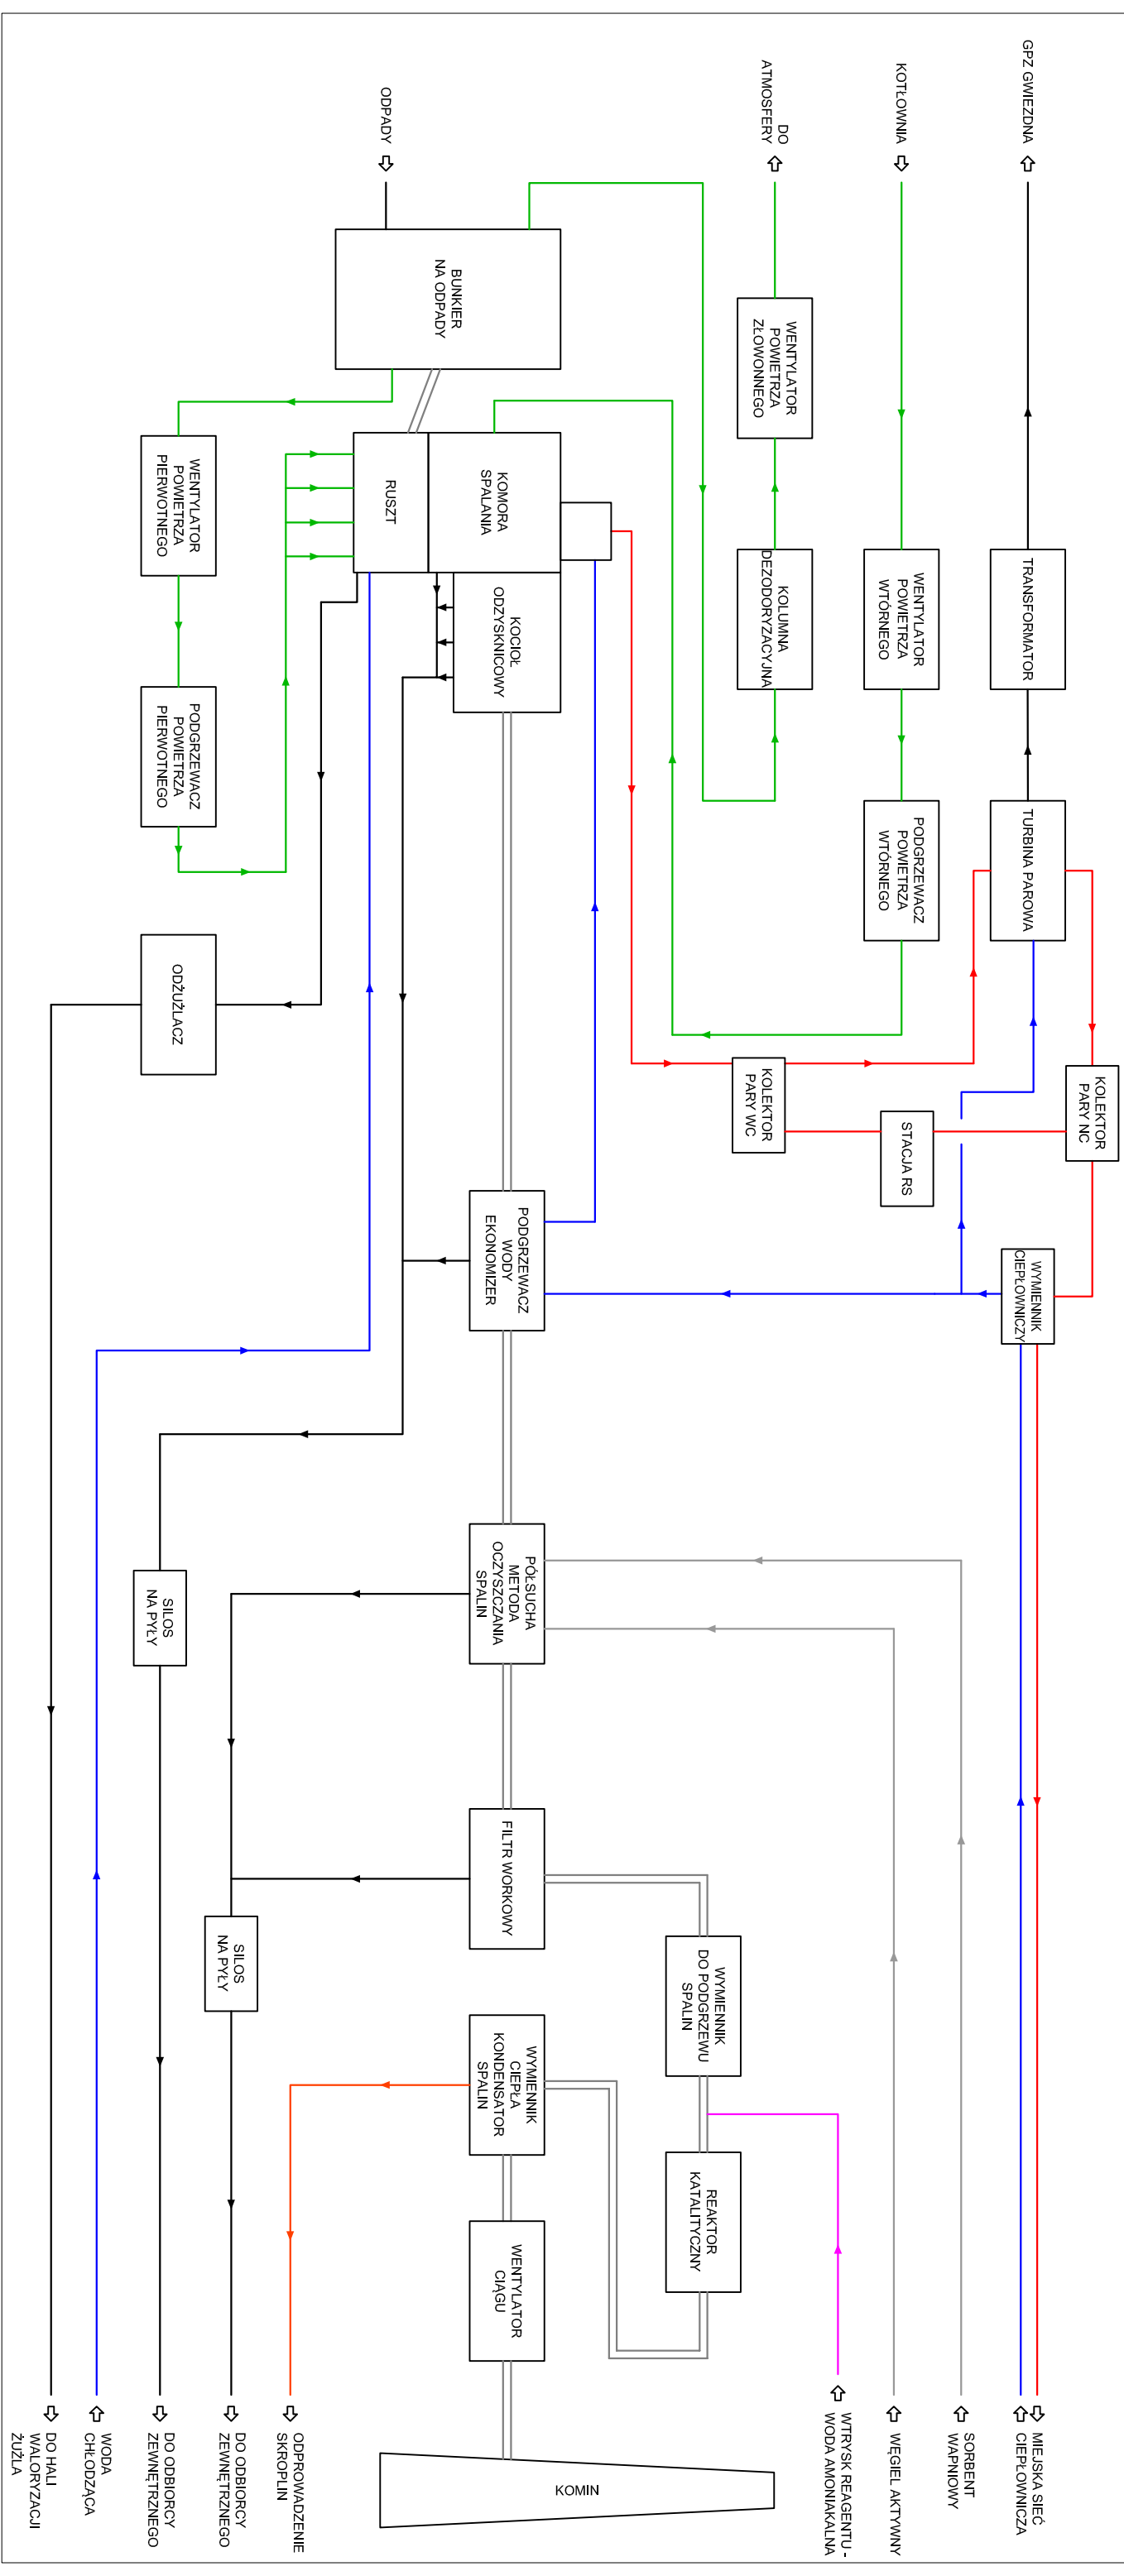 GPZ GWIEZDNA
TRANSFORMATOR
TURBINA PAROWA
KOLEKTOR
PARY NC
WYMIENNIK
CIEPŁOWNICZY
MIEJSKA SIEĆ
CIEPŁOWNICZA
KOTŁOWNIA
WENTYLATOR
POWIETRZA
WTÓRNEGO
PODGRZEWACZ
POWIETRZA
WTÓRNEGO
STACJA RS
SORBENT
WAPNIOWY
WĘGIEL AKTYWNY
DO
ATMOSFERY
WENTYLATOR
POWIETRZA
ZŁOWONNEGO
KOLUMNA
DEZODORYZACYJNA
KOLEKTOR
PARY WC
WTRYSK REAGENTU -
WODA AMONIAKALNA
WYMIENNIK
DO PODGRZEWU
SPALIN
REAKTOR
KATALITYCZNY
ODPADY
BUNKIER
NA ODPADY
KOMORA
SPALANIA
RUSZT
KOCIOŁ
ODZYSKNICOWY
PODGRZEWACZ
WODY
EKONOMIZER
PÓŁSUCHA
METODA
OCZYSZCZANIA
SPALIN
FILTR WORKOWY
WYMIENNIK
CIEPŁA
KONDENSATOR
SPALIN
WENTYLATOR
CIĄGU
KOMIN
WENTYLATOR
POWIETRZA
PIERWOTNEGO
PODGRZEWACZ
POWIETRZA
PIERWOTNEGO
ODŻUŻLACZ
SILOS
NA PYŁY
SILOS
NA PYŁY
ODPROWADZENIE
SKROPLIN
DO ODBIORCY
ZEWNĘTRZNEGO
DO ODBIORCY
ZEWNĘTRZNEGO
WODA
CHŁODZĄCA
DO HALI
WALORYZACJI
ŻUŻLA